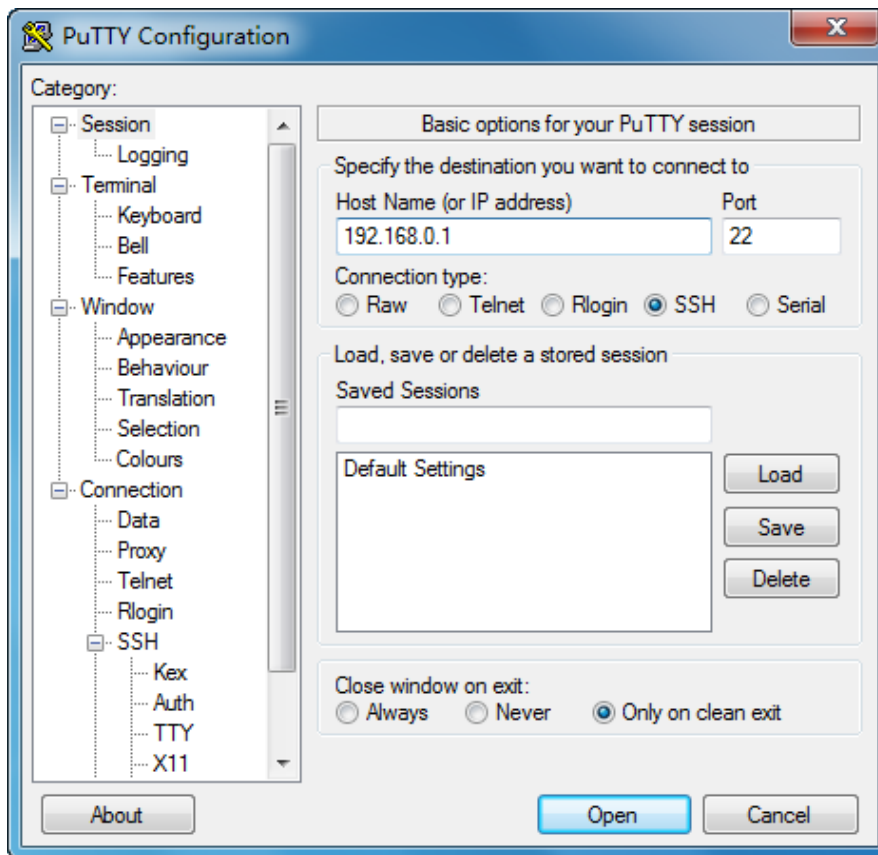 PuTTY Configuration
Category:
Session
Logging
Terminal
Keyboard
Bell
Features
Window
Appearance
Behaviour
Translation
Selection
Colours
Connection
Data
Proxy
Telnet
Rlogin
SSH
Kex
Auth
TTY
X11
Basic options for your PuTTY session
Specify the destination you want to connect to
Host Name (or IP address) Port
192.168.0.1 22
Connection type:
Raw Telnet Rlogin SSH Serial
Load, save or delete a stored session
Saved Sessions
Default Settings
Load
Save
Delete
Close window on exit:
Always Never Only on clean exit
About Open Cancel